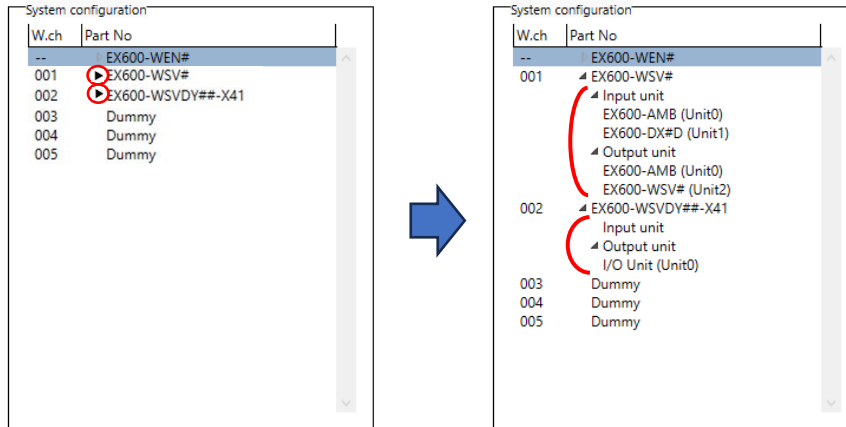 System configuration
W.ch Part No
-- EX600-WEN#
001 EX600-WSV#
002 EX600-WSVDY##-X41
003 Dummy
004 Dummy
005 Dummy
System configuration
W.ch Part No
-- EX600-WEN#
001 EX600-WSV#
Input unit
EX600-AMB (Unit0)
EX600-DX#D (Unit1)
Output unit
EX600-AMB (Unit0)
EX600-WSV# (Unit2)
002 EX600-WSVDY##-X41
Input unit
Output unit
I/O Unit (Unit0)
003 Dummy
004 Dummy
005 Dummy